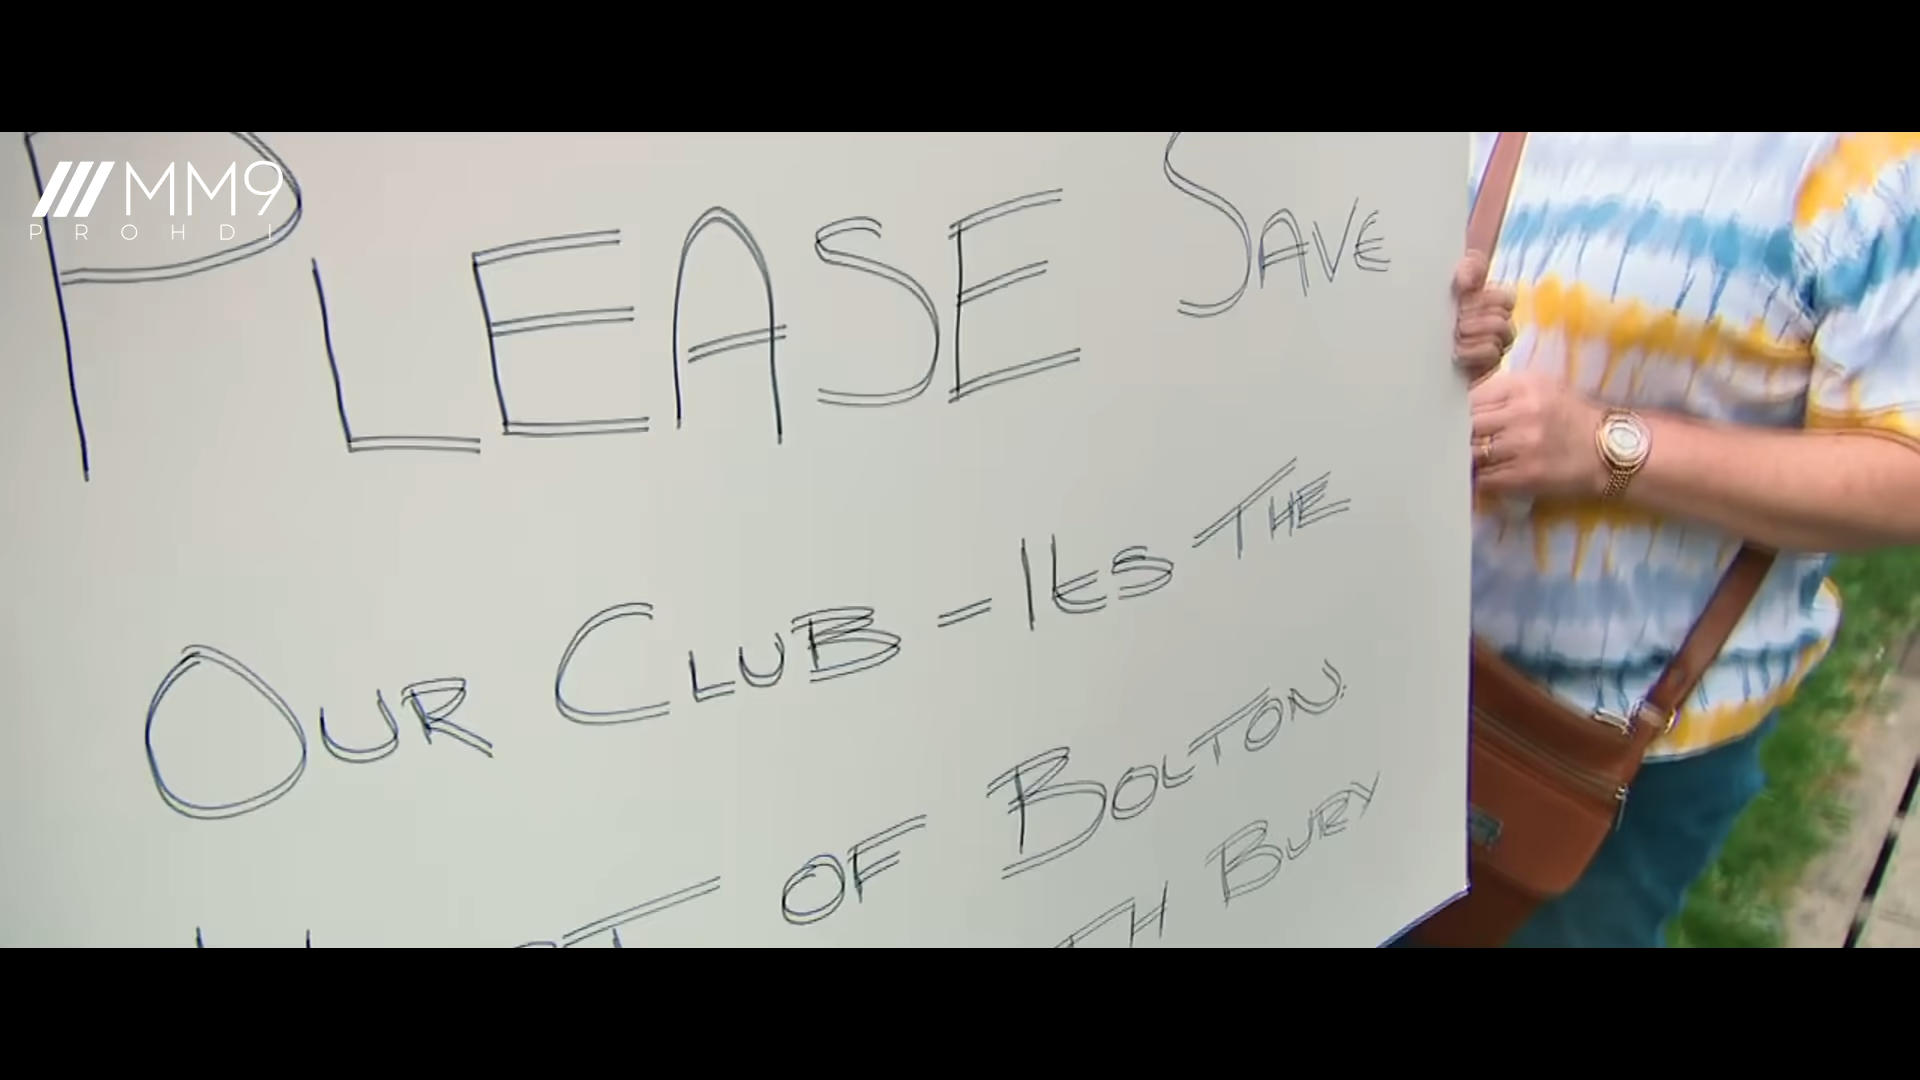 MM9
PROHDI
PLEASE SAVE
OUR CLUB - ItS THE
OF BOLTON.
BURY